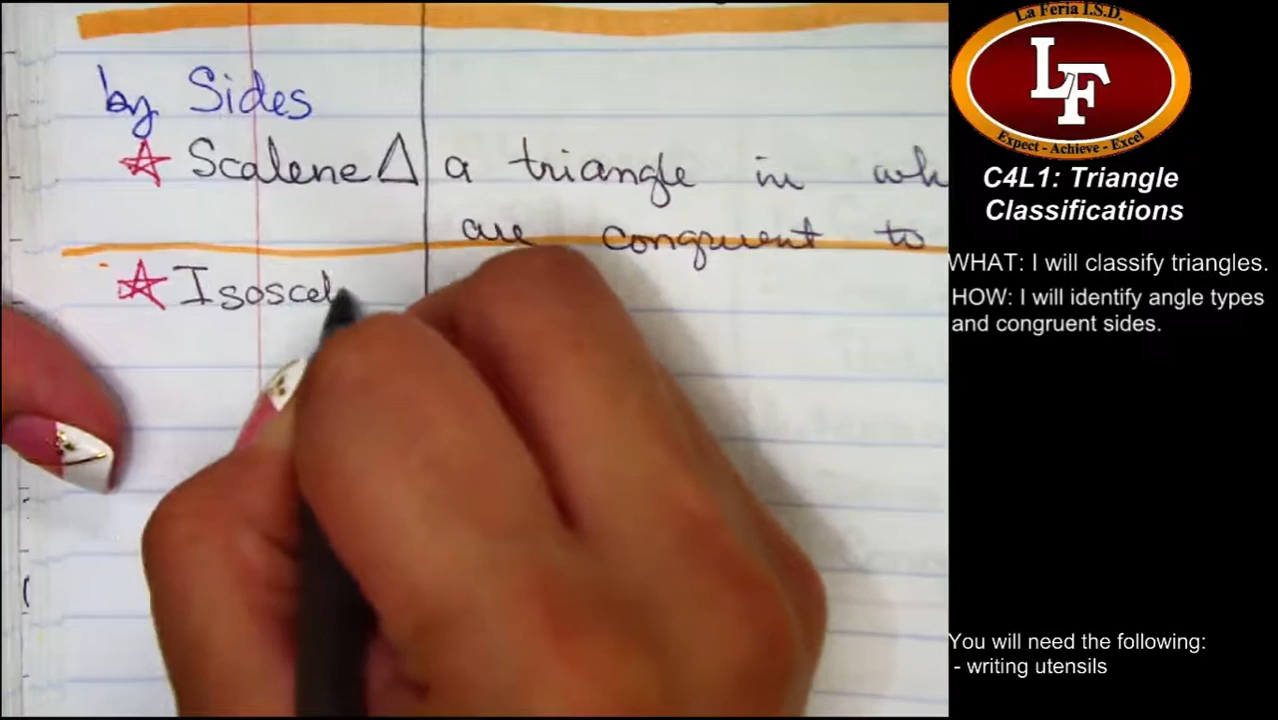 by Sides
☆ Scalene △ a triangle in wh
are congruent to
☆ Isoscel
La Feria I.S.D.
LF
Expect - Achieve - Excel
C4L1: Triangle
Classifications
WHAT: I will classify triangles.
HOW: I will identify angle types
and congruent sides.
You will need the following:
- writing utensils